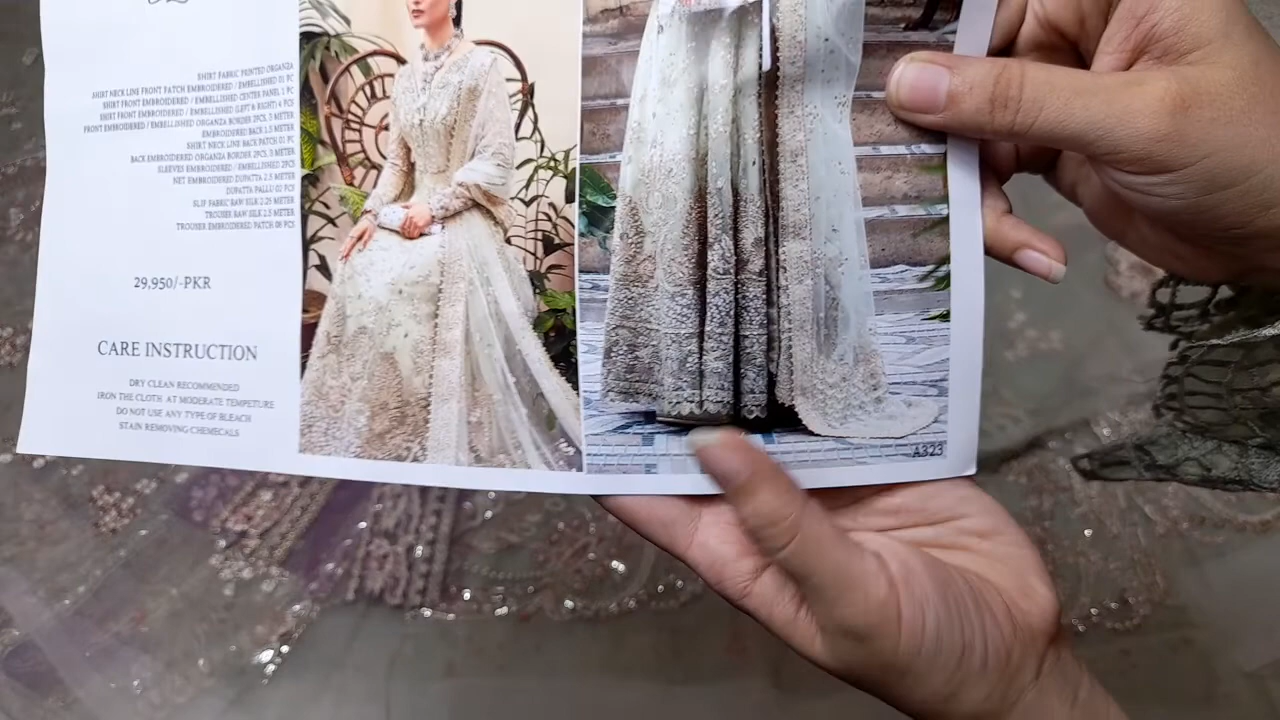 SHIRT FABRIC PRINTED ORGANZA
SHIRT NECK LINE FRONT PATCH EMBROIDERED / EMBELLISHED 01 PC
SHIRT FRONT EMBROIDERED / EMBELLISHED CENTER PANEL 1 PC
FRONT EMBROIDERED / EMBELLISHED (LEFT & RIGHT) 4 PCS
FRONT EMBROIDERED / EMBELLISHED ORGANZA BORDER 2PCS, 3 METER
EMBROIDERED BACK 1.5 METER
SHIRT NECK LINE BACK PATCH 01 PC
BACK EMBROIDERED ORGANZA BORDER 2PCS, 3 METER
SLEEVES EMBROIDERED / EMBELLISHED 2PCS
NET EMBROIDERED DUPATTA 2.5 METER
DUPATTA PALLU 02 PCS
SLIP FABRIC RAW SILK 2.25 METER
TROUSER RAW SILK 2.5 METER
TROUSER EMBROIDERED PATCH 06 PCS
29,950/-PKR
CARE INSTRUCTION
DRY CLEAN RECOMMENDED
IRON THE CLOTH AT MODERATE TEMPETURE
DO NOT USE ANY TYPE OF BLEACH
STAIN REMOVING CHEMECALS
A323